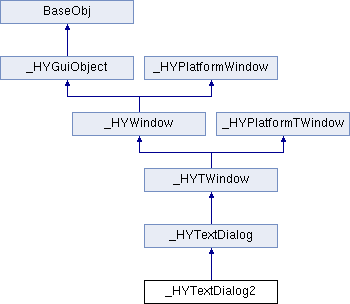 BaseObj
_HYGuiObject
_HYPlatformWindow
_HYWindow
_HYPlatformTWindow
_HYTWindow
_HYTextDialog
_HYTextDialog2